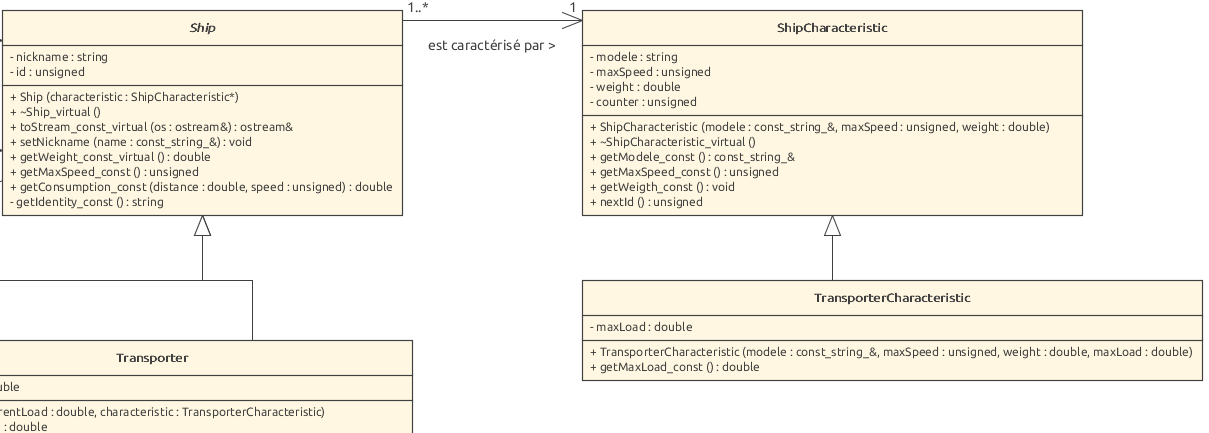 1..*
1
est caractérisé par >
Ship
- nickname : string
- id : unsigned
+ Ship (characteristic : ShipCharacteristic*)
+ ~Ship_virtual ()
+ toStream_const_virtual (os : ostream&) : ostream&
+ setNickname (name : const_string_&) : void
+ getWeight_const_virtual () : double
+ getMaxSpeed_const () : unsigned
+ getConsumption_const (distance : double, speed : unsigned) : double
- getIdentity_const () : string
ShipCharacteristic
- modele : string
- maxSpeed : unsigned
- weight : double
- counter : unsigned
+ ShipCharacteristic (modele : const_string_&, maxSpeed : unsigned, weight : double)
+ ~ShipCharacteristic_virtual ()
+ getModele_const () : const_string_&
+ getMaxSpeed_const () : unsigned
+ getWeigth_const () : void
+ nextId () : unsigned
TransporterCharacteristic
- maxLoad : double
+ TransporterCharacteristic (modele : const_string_&, maxSpeed : unsigned, weight : double, maxLoad : double)
+ getMaxLoad_const () : double
Transporter
uble
rentLoad : double, characteristic : TransporterCharacteristic)
: double